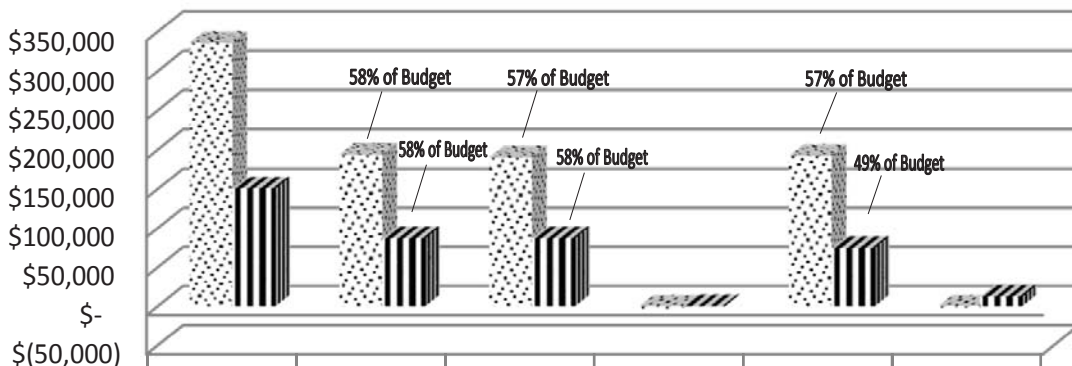 $350,000
$300,000
$250,000
$200,000
$150,000
$100,000
$50,000
$-
$(50,000)
58% of Budget
57% of Budget
57% of Budget
58% of Budget
58% of Budget
49% of Budget